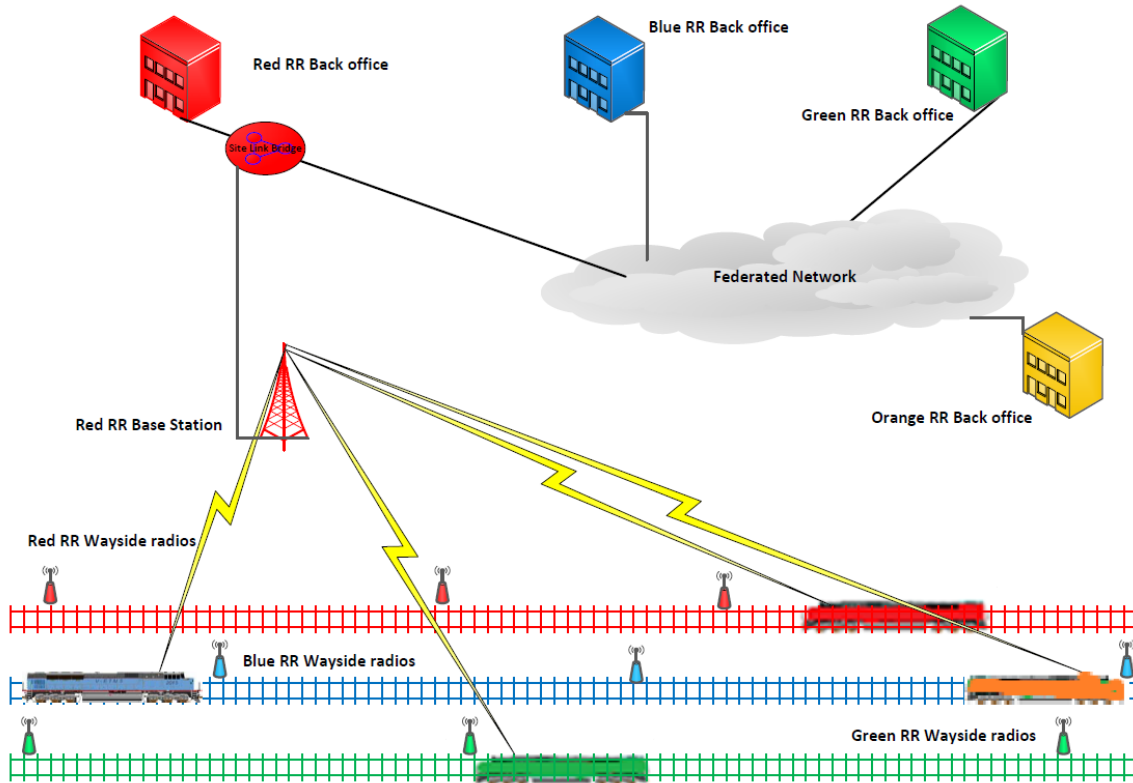 Blue RR Back office
Red RR Back office
Green RR Back office
Site Link Bridge
Federated Network
Orange RR Back office
Red RR Base Station
Red RR Wayside radios
Blue RR Wayside radios
Green RR Wayside radios